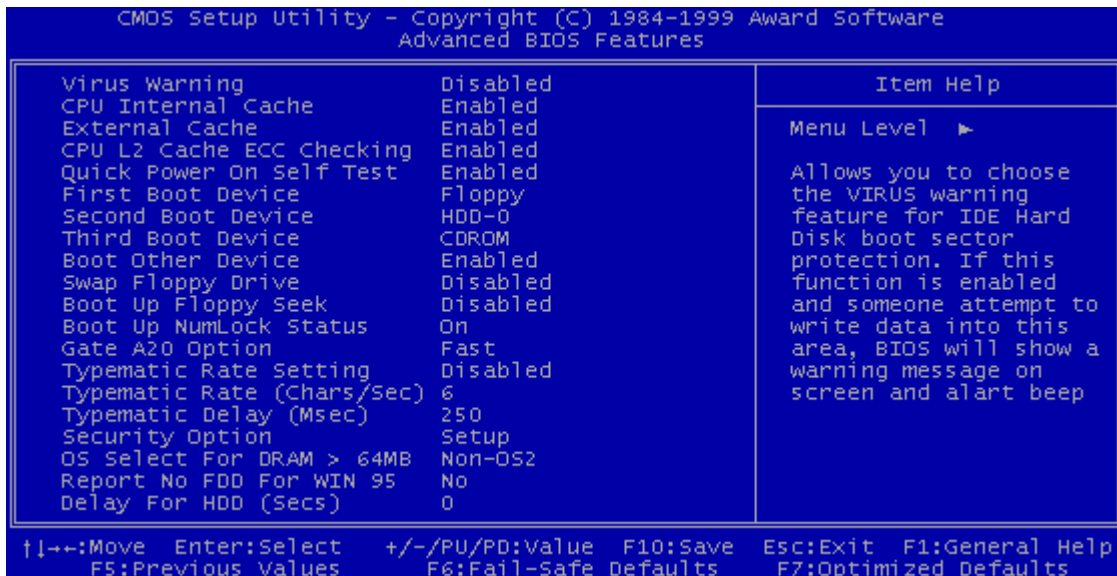 CMOS Setup Utility – Copyright (C) 1984-1999 Award Software
Advanced BIOS Features
Virus Warning Disabled
CPU Internal Cache Enabled
External Cache Enabled
CPU L2 Cache ECC Checking Enabled
Quick Power On Self Test Enabled
First Boot Device Floppy
Second Boot Device HDD-0
Third Boot Device CDROM
Boot Other Device Enabled
Swap Floppy Drive Disabled
Boot Up Floppy Seek Disabled
Boot Up NumLock Status On
Gate A20 Option Fast
Typematic Rate Setting Disabled
Typematic Rate (Chars/Sec) 6
Typematic Delay (Msec) 250
Security Option Setup
OS Select For DRAM > 64MB Non-OS2
Report No FDD For WIN 95 No
Delay For HDD (Secs) 0
Item Help
Menu Level ►
Allows you to choose
the VIRUS warning
feature for IDE Hard
Disk boot sector
protection. If this
function is enabled
and someone attempt to
write data into this
area, BIOS will show a
warning message on
screen and alart beep
↑↓→←:Move Enter:Select +/-/PU/PD:Value F10:Save Esc:Exit F1:General Help
F5:Previous Values F6:Fail-Safe Defaults F7:Optimized Defaults